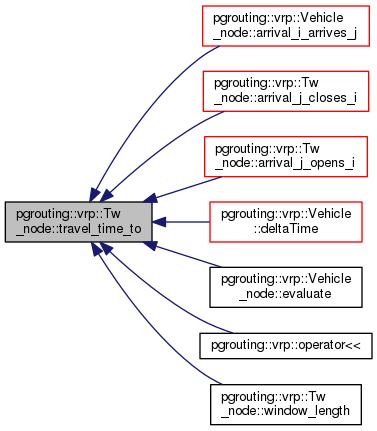 pgrouting::vrp::Vehicle
_node::arrival_i_arrives_j
pgrouting::vrp::Tw
_node::arrival_j_closes_i
pgrouting::vrp::Tw
_node::arrival_j_opens_i
pgrouting::vrp::Tw
_node::travel_time_to
pgrouting::vrp::Vehicle
::deltaTime
pgrouting::vrp::Vehicle
_node::evaluate
pgrouting::vrp::operator<<
pgrouting::vrp::Tw
_node::window_length